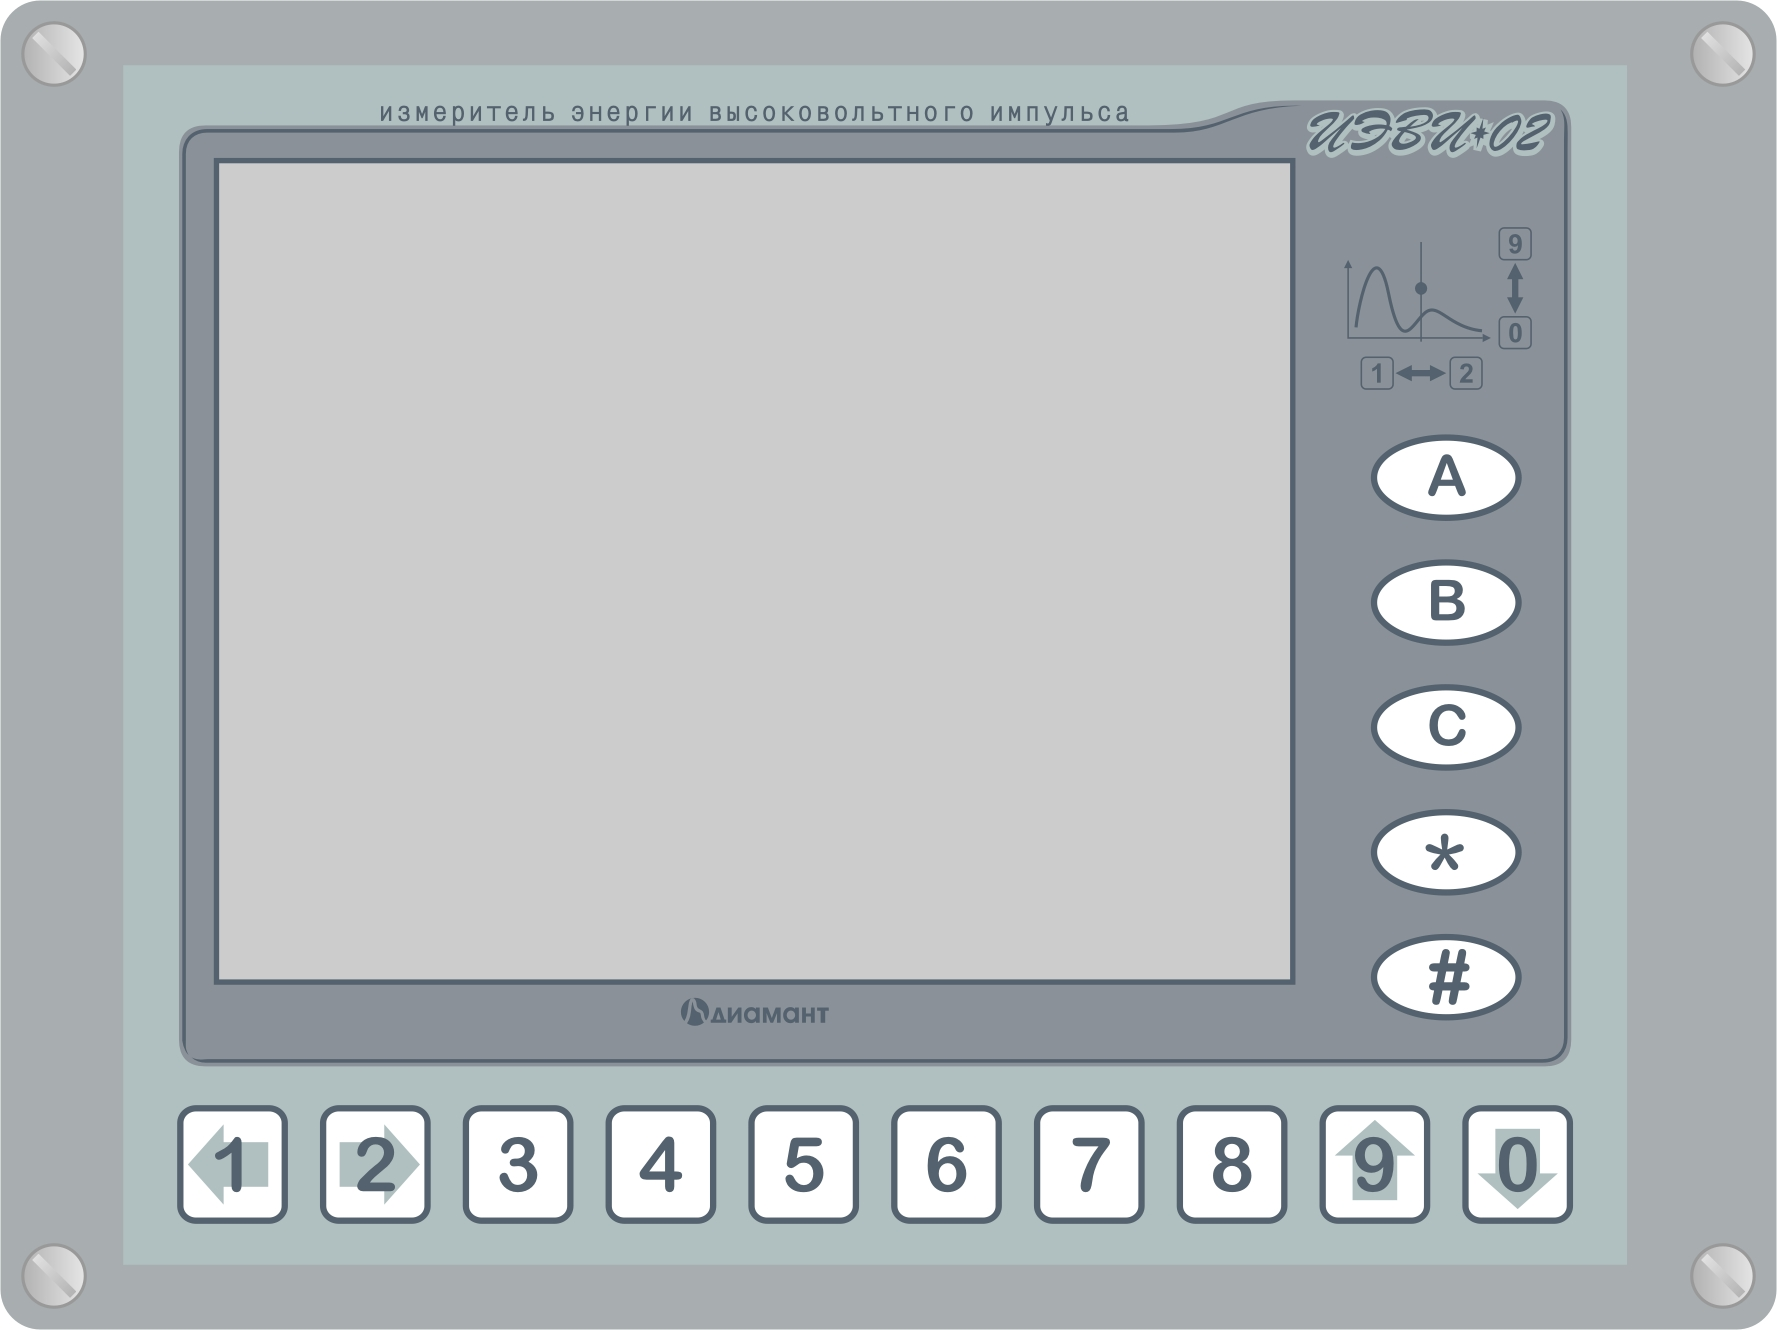 измеритель энергии высоковольтного импульса
ИЭВИ✶02
9
0
1 2
A
B
C
*
#
диамант
1 2 3 4 5 6 7 8 9 0